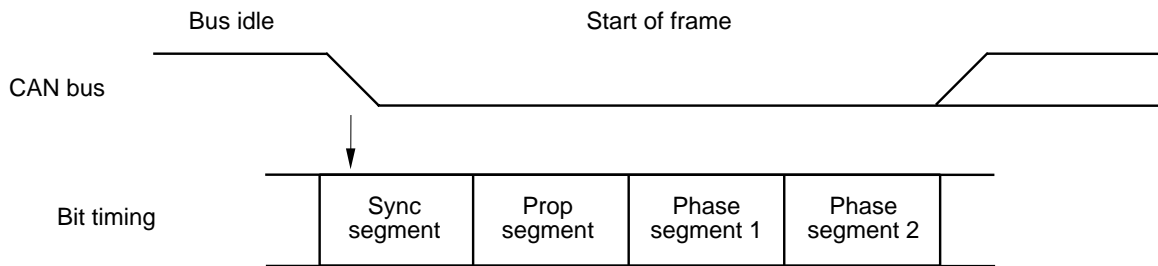 Bus idle
Start of frame
CAN bus
Bit timing
Sync
segment
Prop
segment
Phase
segment 1
Phase
segment 2